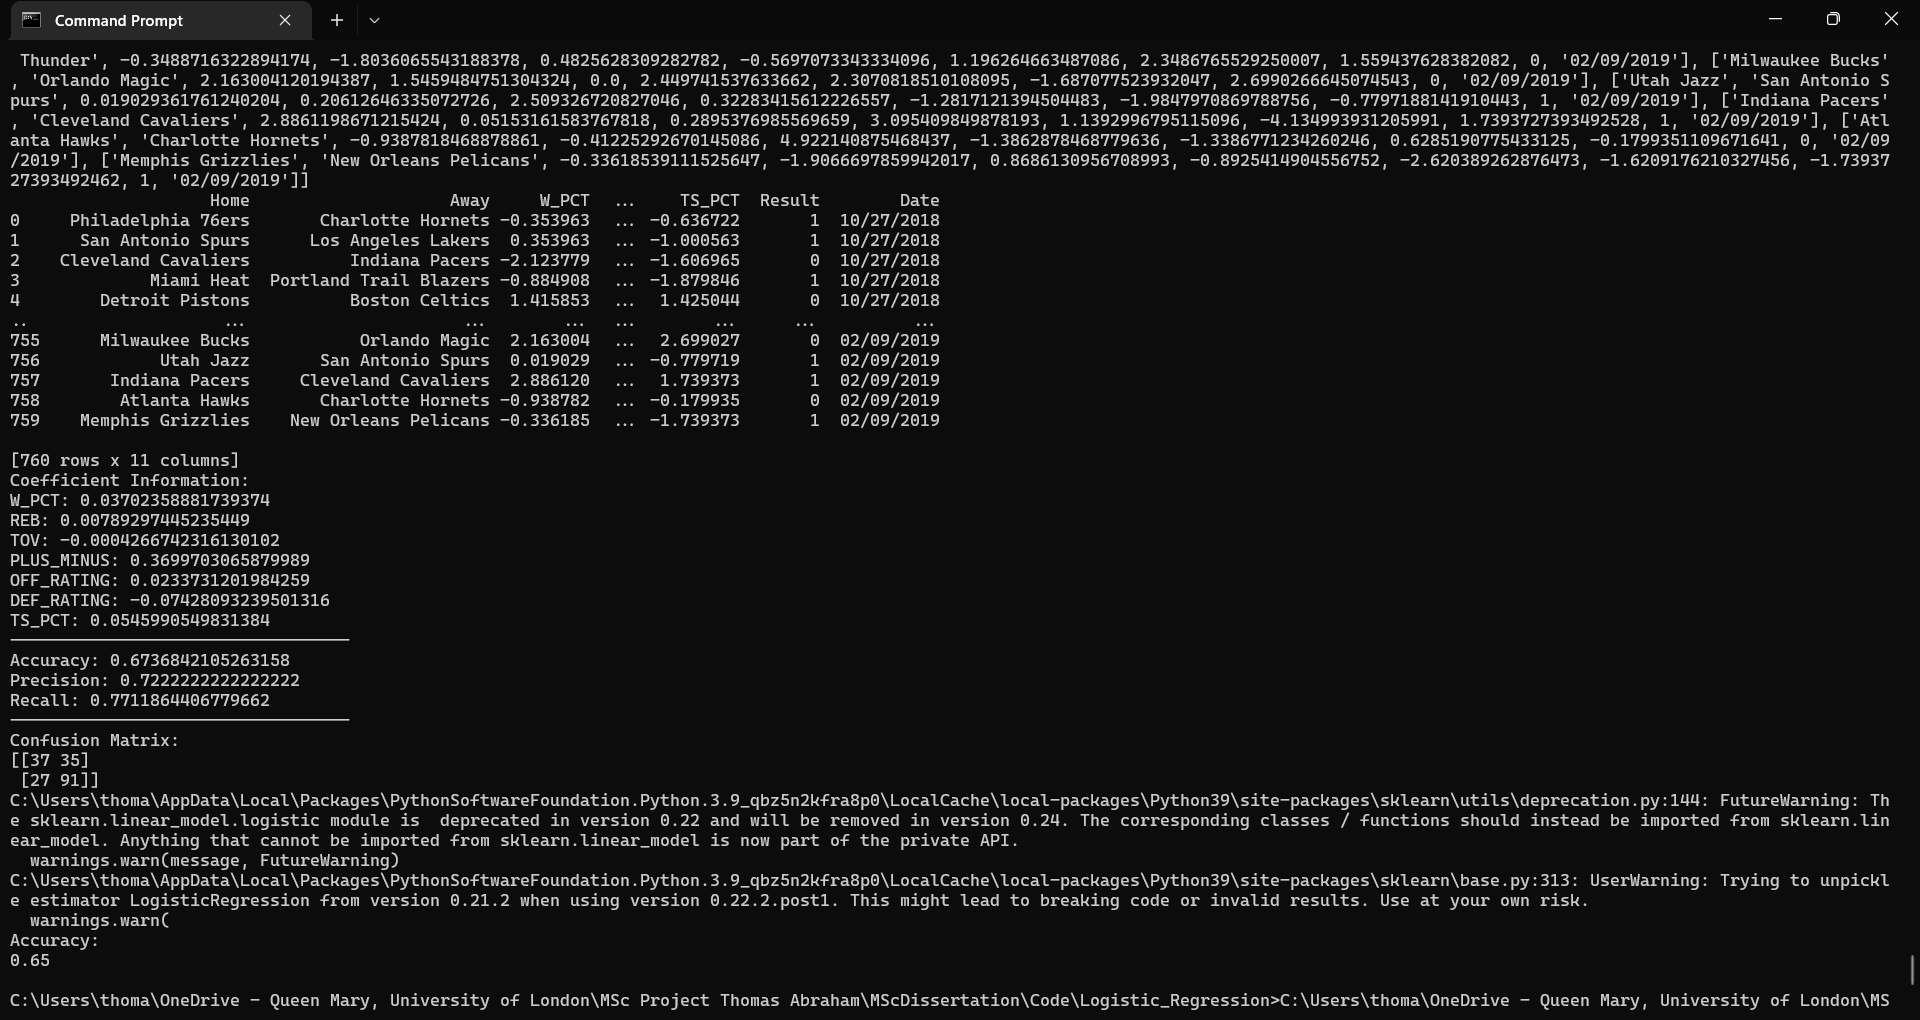 Command Prompt
Thunder', -0.3488716322894174, -1.8036065543188378, 0.4825628309282782, -0.5697073343334096, 1.196264663487086, 2.3486765529250007, 1.559437628382082, 0, '02/09/2019'], ['Milwaukee Bucks'
, 'Orlando Magic', 2.163004120194387, 1.5459484751304324, 0.0, 2.449741537633662, 2.3070818510108095, -1.687077523932047, 2.6990266645074543, 0, '02/09/2019'], ['Utah Jazz', 'San Antonio S
purs', 0.019029361761240204, 0.20612646335072726, 2.509326720827046, 0.32283415612226557, -1.2817121394504483, -1.9847970869788756, -0.7797188141910443, 1, '02/09/2019'], ['Indiana Pacers'
, 'Cleveland Cavaliers', 2.8861198671215424, 0.05153161583767818, 0.2895376985569659, 3.095409849878193, 1.1392996795115096, -4.134993931205991, 1.7393727393492528, 1, '02/09/2019'], ['Atl
anta Hawks', 'Charlotte Hornets', -0.9387818468878861, -0.41225292670145086, 4.922140875468437, -1.3862878468779636, -1.3386771234260246, 0.6285190775433125, -0.1799351109671641, 0, '02/09
/2019'], ['Memphis Grizzlies', 'New Orleans Pelicans', -0.33618539111525647, -1.9066697859942017, 0.8686130956708993, -0.8925414904556752, -2.620389262876473, -1.6209176210327456, -1.73937
27393492462, 1, '02/09/2019']]
Home Away W_PCT ... TS_PCT Result Date
0 Philadelphia 76ers Charlotte Hornets -0.353963 ... -0.636722 1 10/27/2018
1 San Antonio Spurs Los Angeles Lakers 0.353963 ... -1.000563 1 10/27/2018
2 Cleveland Cavaliers Indiana Pacers -2.123779 ... -1.606965 0 10/27/2018
3 Miami Heat Portland Trail Blazers -0.884908 ... -1.879846 1 10/27/2018
4 Detroit Pistons Boston Celtics 1.415853 ... 1.425044 0 10/27/2018
.. ... ... ... ... ... ... ...
755 Milwaukee Bucks Orlando Magic 2.163004 ... 2.699027 0 02/09/2019
756 Utah Jazz San Antonio Spurs 0.019029 ... -0.779719 1 02/09/2019
757 Indiana Pacers Cleveland Cavaliers 2.886120 ... 1.739373 1 02/09/2019
758 Atlanta Hawks Charlotte Hornets -0.938782 ... -0.179935 0 02/09/2019
759 Memphis Grizzlies New Orleans Pelicans -0.336185 ... -1.739373 1 02/09/2019
[760 rows x 11 columns]
Coefficient Information:
W_PCT: 0.03702358881739374
REB: 0.00789297445235449
TOV: -0.0004266742316130102
PLUS_MINUS: 0.3699703065879989
OFF_RATING: 0.0233731201984259
DEF_RATING: -0.07428093239501316
TS_PCT: 0.0545990549831384
----------------------------------
Accuracy: 0.6736842105263158
Precision: 0.7222222222222222
Recall: 0.7711864406779662
----------------------------------
Confusion Matrix:
[[37 35]
[27 91]]
C:\Users\thoma\AppData\Local\Packages\PythonSoftwareFoundation.Python.3.9_qbz5n2kfra8p0\LocalCache\local-packages\Python39\site-packages\sklearn\utils\deprecation.py:144: FutureWarning: Th
e sklearn.linear_model.logistic module is  deprecated in version 0.22 and will be removed in version 0.24. The corresponding classes / functions should instead be imported from sklearn.lin
ear_model. Anything that cannot be imported from sklearn.linear_model is now part of the private API.
warnings.warn(message, FutureWarning)
C:\Users\thoma\AppData\Local\Packages\PythonSoftwareFoundation.Python.3.9_qbz5n2kfra8p0\LocalCache\local-packages\Python39\site-packages\sklearn\base.py:313: UserWarning: Trying to unpickl
e estimator LogisticRegression from version 0.21.2 when using version 0.22.2.post1. This might lead to breaking code or invalid results. Use at your own risk.
warnings.warn(
Accuracy:
0.65
C:\Users\thoma\OneDrive - Queen Mary, University of London\MSc Project Thomas Abraham\MScDissertation\Code\Logistic_Regression>C:\Users\thoma\OneDrive - Queen Mary, University of London\MS